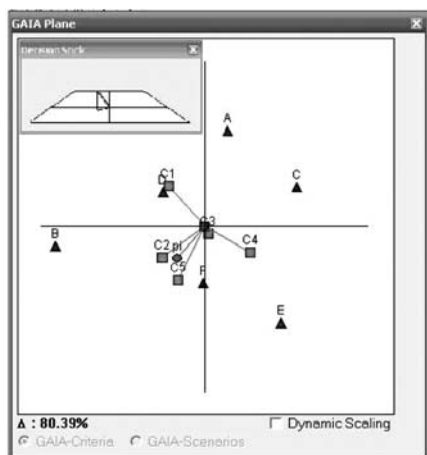 GAIA Plane
Decision Stick
A
C1
D
C
C3
B
C2 pi
C4
C5
F
E
Δ : 80.39%
Dynamic Scaling
GAIA-Criteria
GAIA-Scenarios